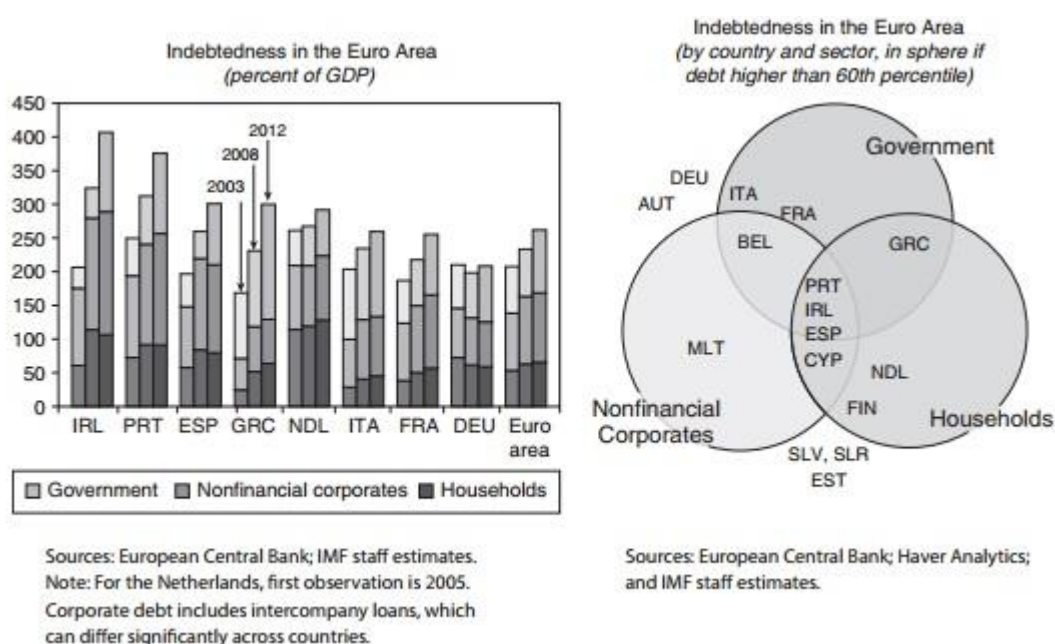 Indebtedness in the Euro Area
(percent of GDP)
450
400
350
300
250
200
150
100
50
0
2003
2008
2012
IRL PRT ESP GRC NLD ITA FRA DEU Euro
area
Government Nonfinancial corporates Households
Sources: European Central Bank; IMF staff estimates.
Note: For the Netherlands, first observation is 2005.
Corporate debt includes intercompany loans, which
can differ significantly across countries.
Indebtedness in the Euro Area
(by country and sector, in sphere if
debt higher than 60th percentile)
Government
DEU
AUT
ITA
FRA
BEL
GRC
PRT
IRL
ESP
CYP
MLT
NDL
FIN
Nonfinancial
Corporates
Households
SLV, SLR
EST
Sources: European Central Bank; Haver Analytics;
and IMF staff estimates.